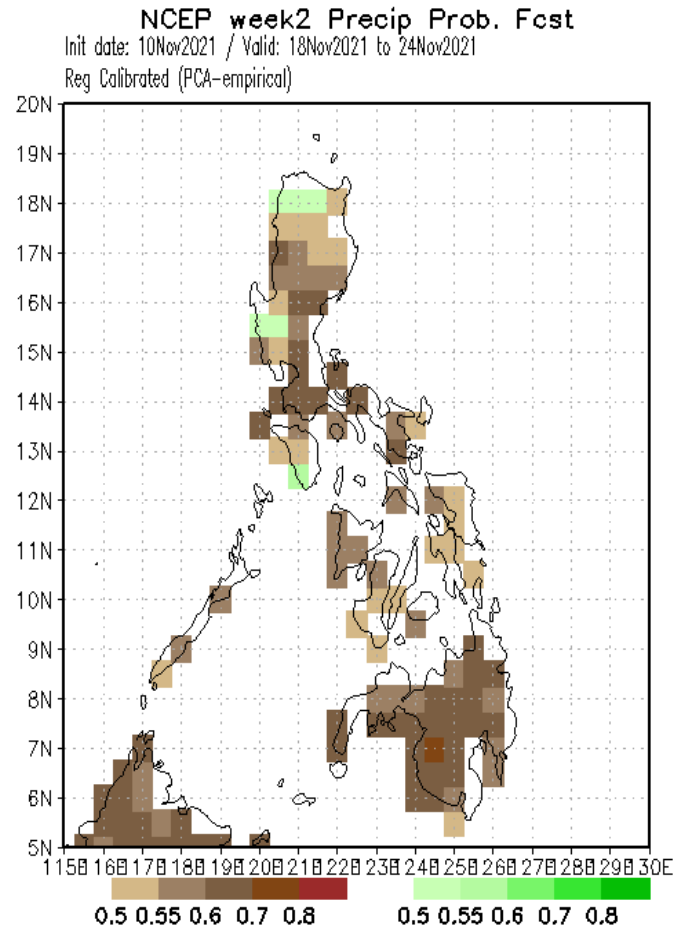 NCEP week2 Precip Prob. Fcst
Init date: 10Nov2021 / Valid: 18Nov2021 to 24Nov2021
Reg Calibrated (PCA-empirical)
20N
19N
18N
17N
16N
15N
14N
13N
12N
11N
10N
9N
8N
7N
6N
5N
115E 116E 117E 118E 119E 120E 121E 122E 123E 124E 125E 126E 127E 128E 129E 130E
0.5 0.55 0.6 0.7 0.8 0.5 0.55 0.6 0.7 0.8